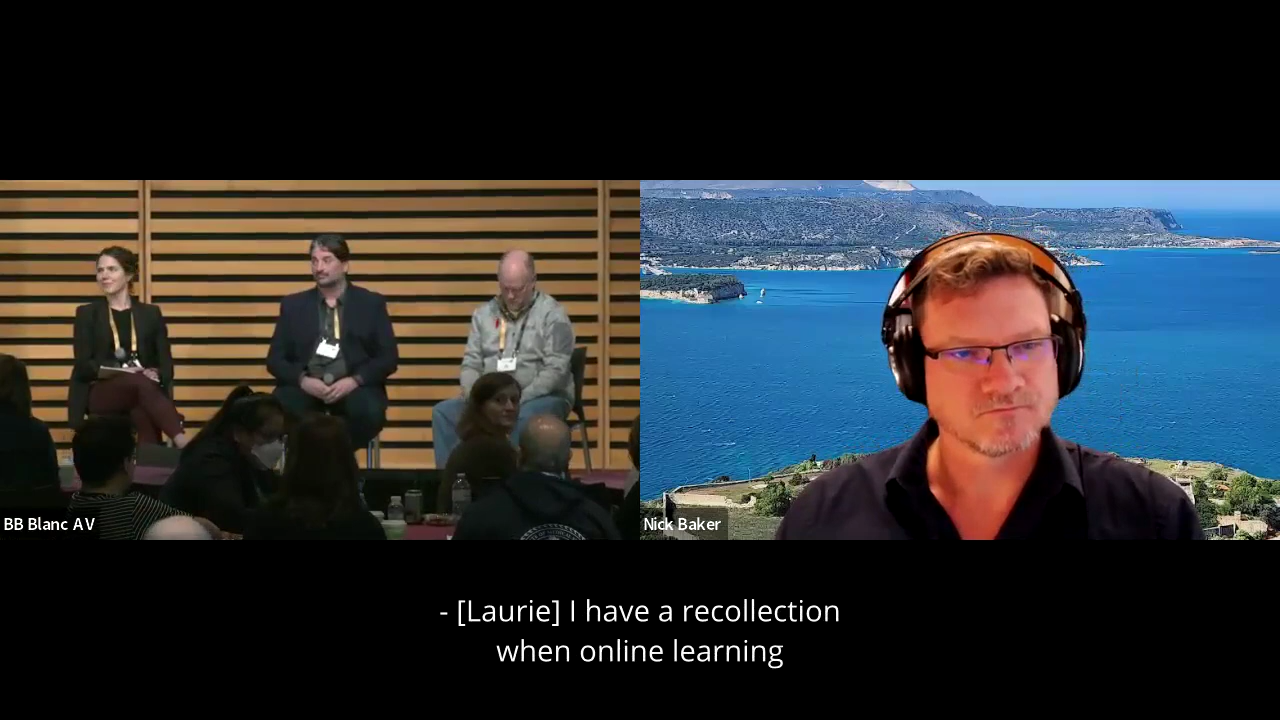 BB Blanc AV
Nick Baker
- [Laurie] I have a recollection
when online learning